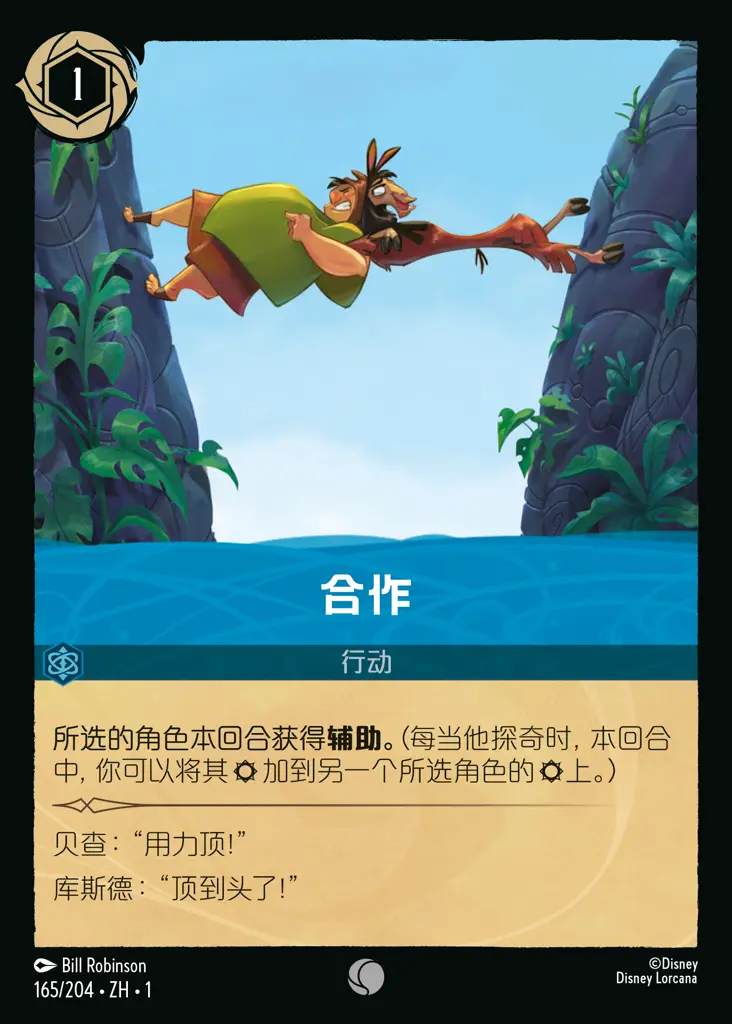 1
合作
行动
所选的角色本回合获得辅助。（每当他探奇时，本回合
中，你可以将其加到另一个所选角色的上。）
贝查：“用力顶!”
库斯德：“顶到头了!”
Bill Robinson
165/204 • ZH • 1
©Disney
Disney Lorcana